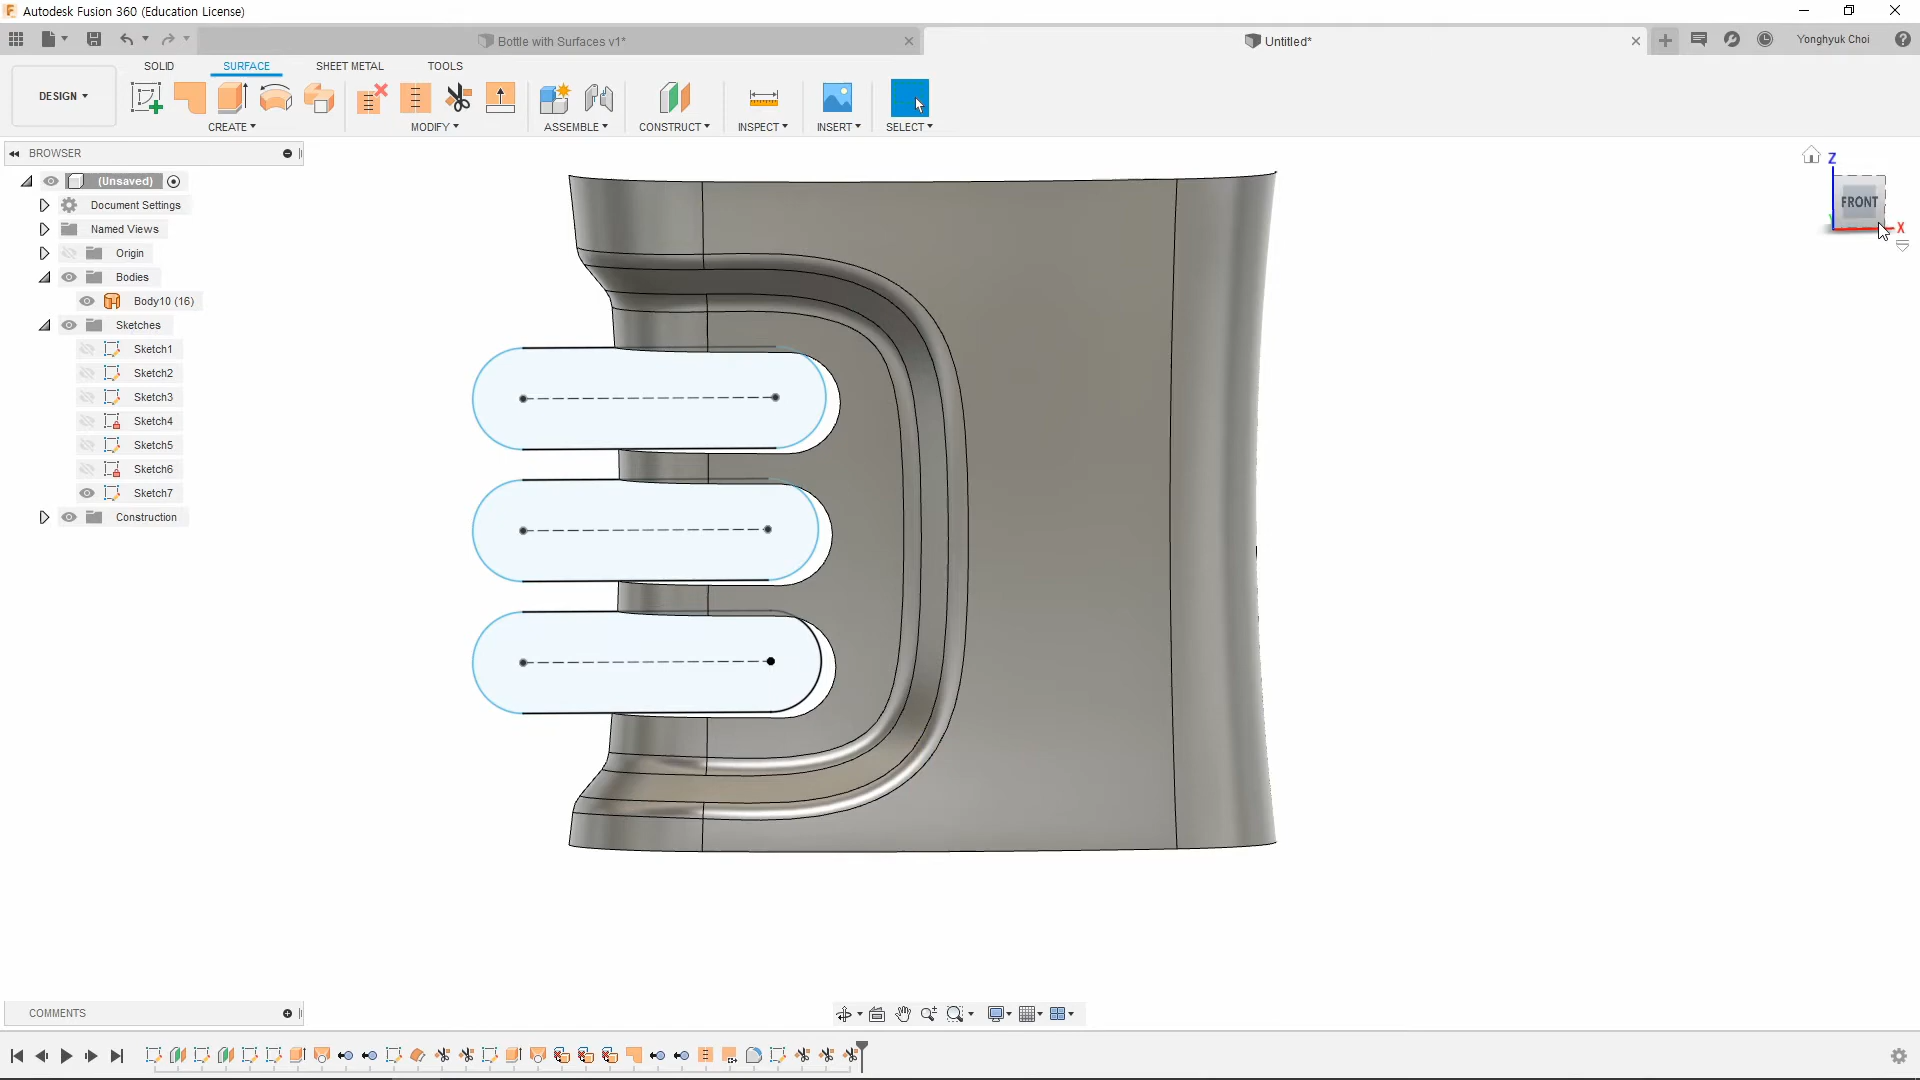 Autodesk Fusion 360 (Education License)
Bottle with Surfaces v1*
Untitled*
Yonghyuk Choi
SOLID
SURFACE
SHEET METAL
TOOLS
DESIGN
CREATE
MODIFY
ASSEMBLE
CONSTRUCT
INSPECT
INSERT
SELECT
BROWSER
(Unsaved)
Document Settings
Named Views
Origin
Bodies
Body10 (16)
Sketches
Sketch1
Sketch2
Sketch3
Sketch4
Sketch5
Sketch6
Sketch7
Construction
Z
FRONT
X
COMMENTS